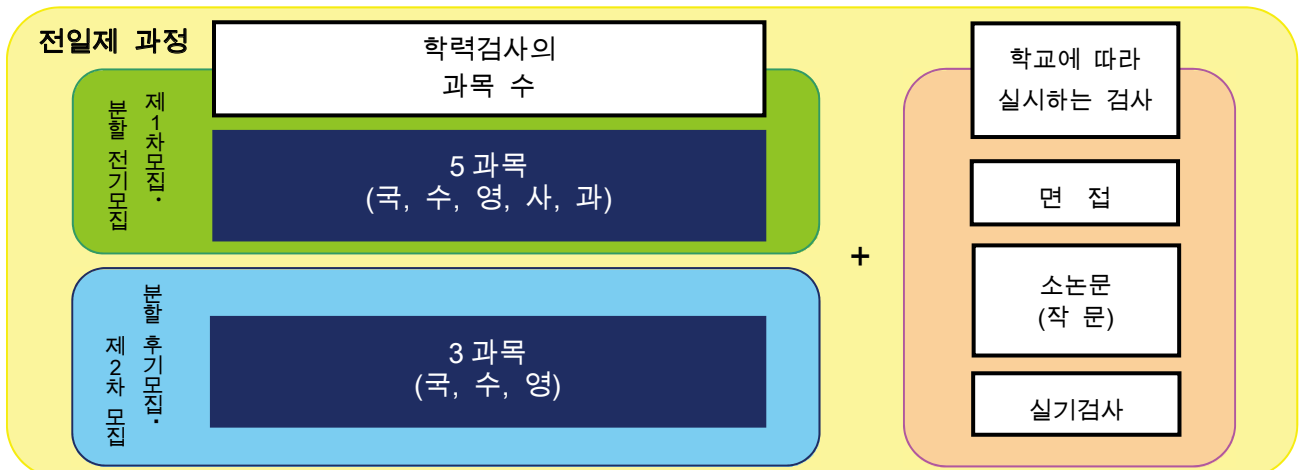 전일제 과정
학력검사의
과목 수
제1차모집·
분할 전기모집
5 과목
(국, 수, 영, 사, 과)
분할 후기모집·
제2차 모집
3 과목
(국, 수, 영)
+
학교에 따라
실시하는 검사
면 접
소논문
(작 문)
실기검사